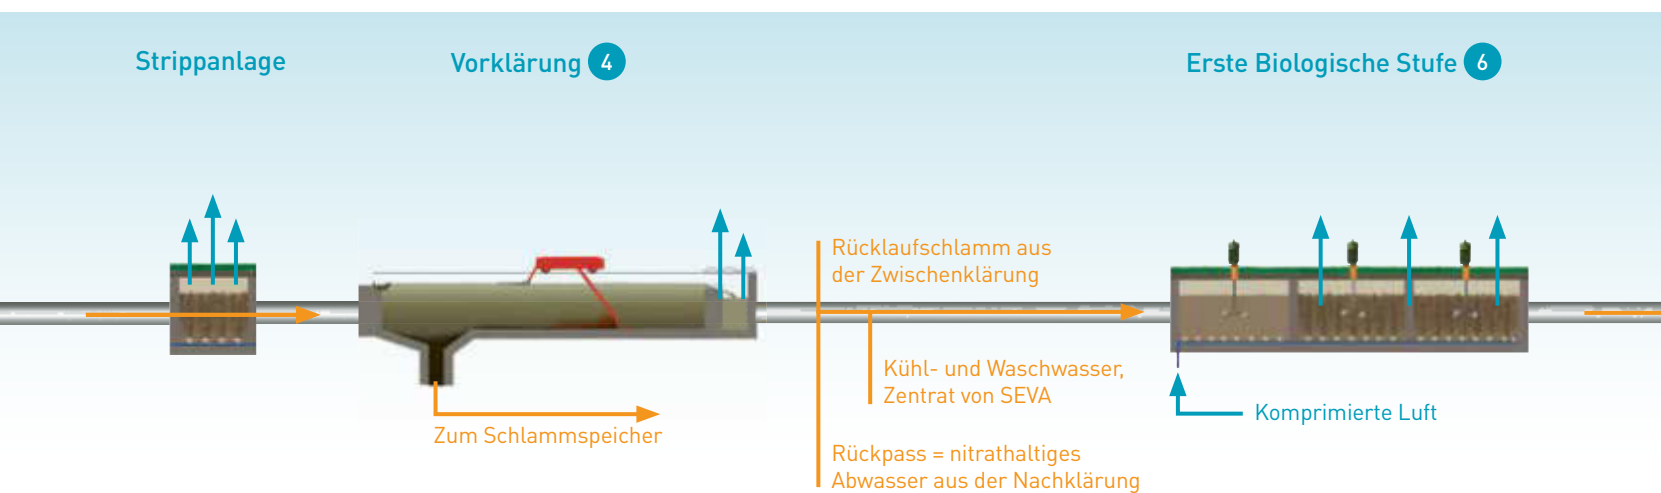 Strippanlage
Vorklärung 4
Erste Biologische Stufe 6
Rücklaufschlamm aus
der Zwischenklärung
Kühl- und Waschwasser,
Zentrat von SEVA
Komprimierte Luft
Zum Schlammspeicher
Rückpass = nitrathaltiges
Abwasser aus der Nachklärung